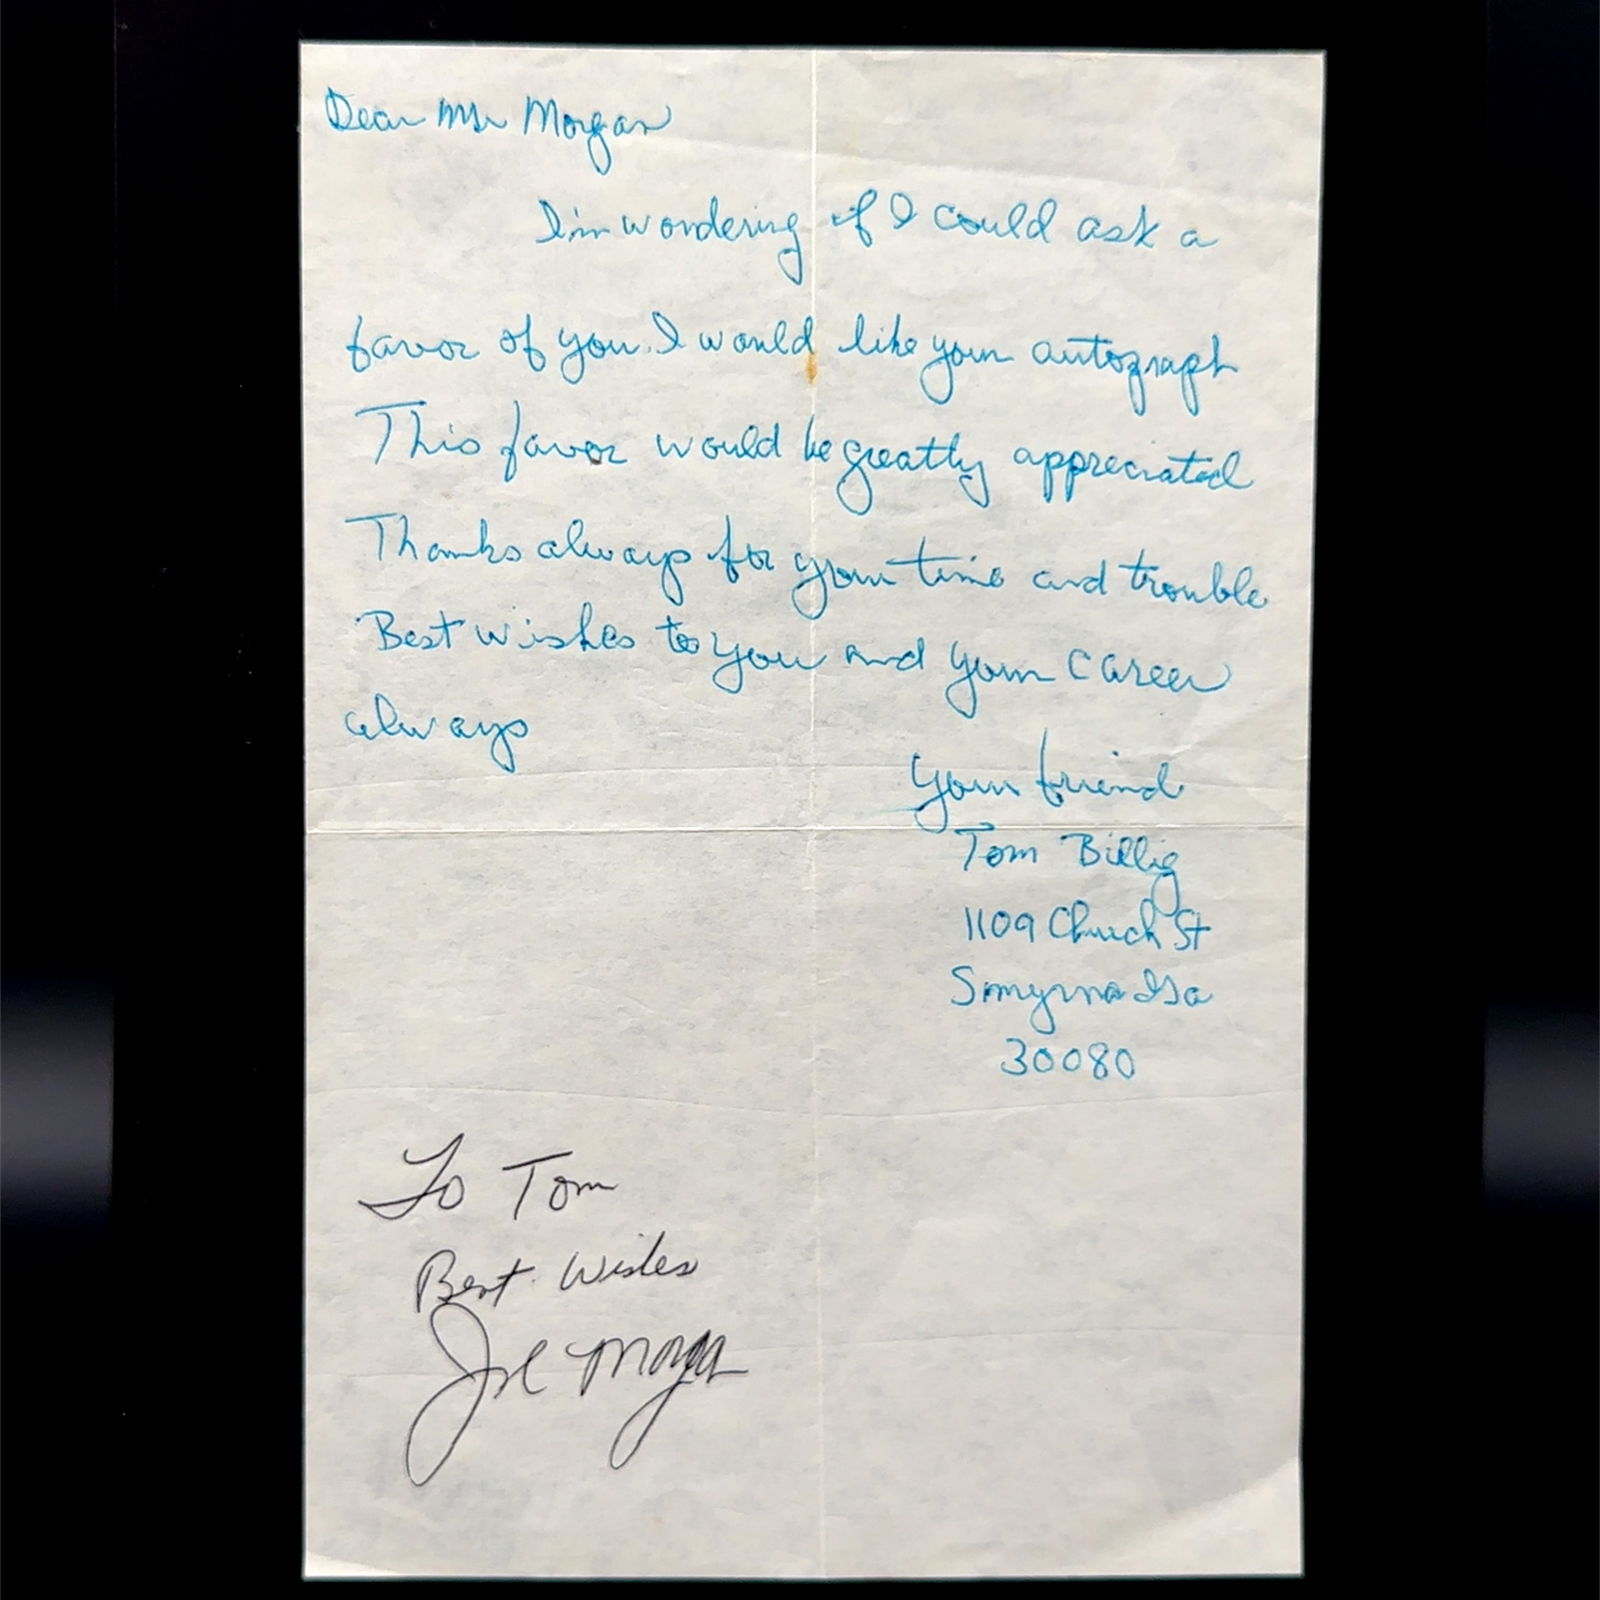 Dear Mr Morgan
I'm wondering if I could ask a
favor of you. I would like your autograph
This favor would be greatly appreciated
Thanks always for your time and trouble
Best wishes to you and your career
always
Your friend
Tom Billig
1109 Church St
Smyrna Ga
30080
To Tom
Best Wishes
Joe Morgan